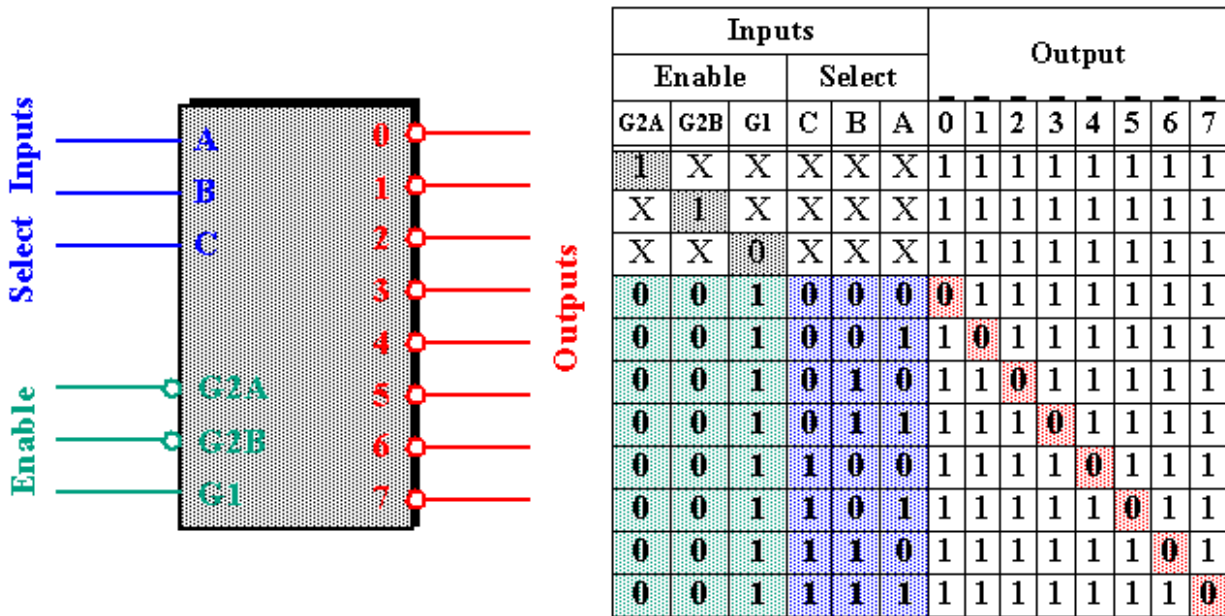 Select Inputs
Enable
A
B
C
G2A
G2B
G1
0
1
2
3
4
5
6
7
Outputs
Inputs Output
Enable Select
G2A G2B G1 C B A 0 1 2 3 4 5 6 7
1 X X X X X 1 1 1 1 1 1 1 1
X 1 X X X X 1 1 1 1 1 1 1 1
X X 0 X X X 1 1 1 1 1 1 1 1
0 0 1 0 0 0 0 1 1 1 1 1 1 1
0 0 1 0 0 1 1 0 1 1 1 1 1 1
0 0 1 0 1 0 1 1 0 1 1 1 1 1
0 0 1 0 1 1 1 1 1 0 1 1 1 1
0 0 1 1 0 0 1 1 1 1 0 1 1 1
0 0 1 1 0 1 1 1 1 1 1 0 1 1
0 0 1 1 1 0 1 1 1 1 1 1 0 1
0 0 1 1 1 1 1 1 1 1 1 1 1 0